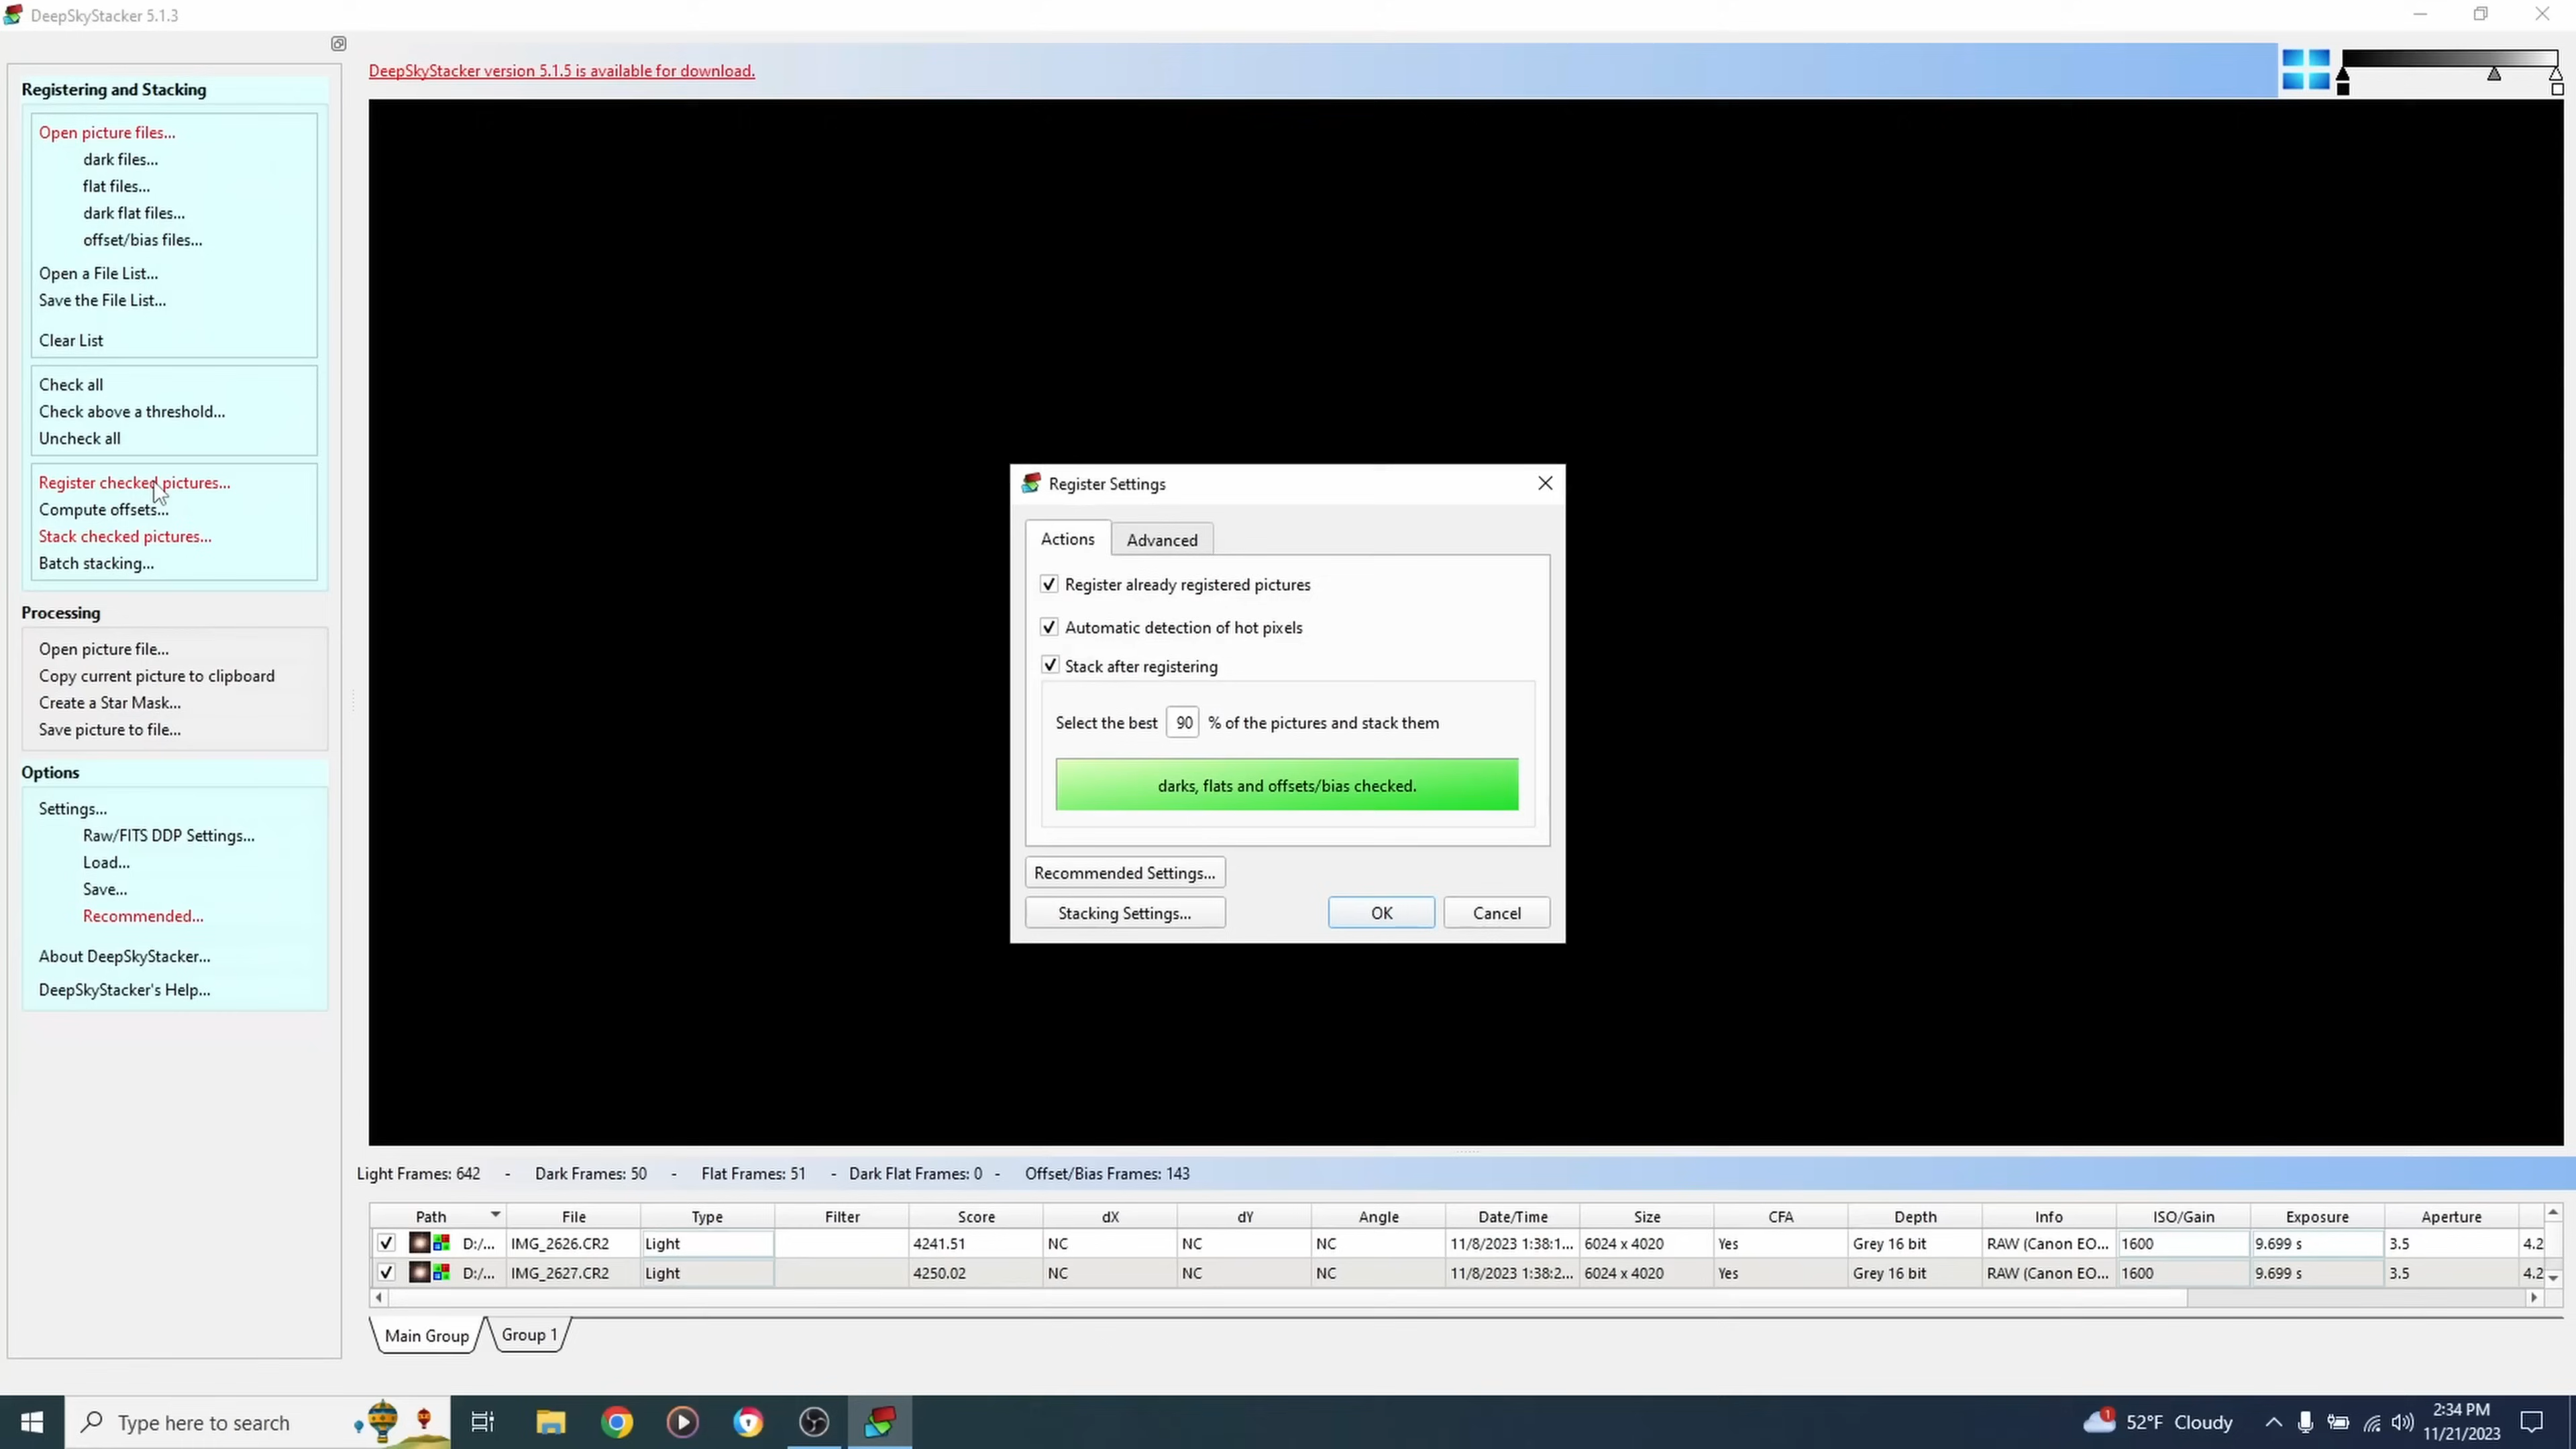 DeepSkyStacker 5.1.3
DeepSkyStacker version 5.1.5 is available for download.
Registering and Stacking
Open picture files...
dark files...
flat files...
dark flat files...
offset/bias files...
Open a File List...
Save the File List...
Clear List
Check all
Check above a threshold...
Uncheck all
Register checked pictures...
Compute offsets...
Stack checked pictures...
Batch stacking...
Processing
Open picture file...
Copy current picture to clipboard
Create a Star Mask...
Save picture to file...
Options
Settings...
Raw/FITS DDP Settings...
Load...
Save...
Recommended...
About DeepSkyStacker...
DeepSkyStacker's Help...
Register Settings
Actions Advanced
Register already registered pictures
Automatic detection of hot pixels
Stack after registering
Select the best 90 % of the pictures and stack them
darks, flats and offsets/bias checked.
Recommended Settings...
Stacking Settings... OK Cancel
Light Frames: 642 - Dark Frames: 50 - Flat Frames: 51 - Dark Flat Frames: 0 - Offset/Bias Frames: 143
Path File Type Filter Score dX dY Angle Date/Time Size CFA Depth Info ISO/Gain Exposure Aperture
D:/... IMG_2626.CR2 Light 4241.51 NC NC NC 11/8/2023 1:38:1... 6024 x 4020 Yes Grey 16 bit RAW (Canon EO... 1600 9.699 s 3.5 4.2
D:/... IMG_2627.CR2 Light 4250.02 NC NC NC 11/8/2023 1:38:2... 6024 x 4020 Yes Grey 16 bit RAW (Canon EO... 1600 9.699 s 3.5 4.2
Main Group Group 1
Type here to search
1
52°F Cloudy
2:34 PM
11/21/2023